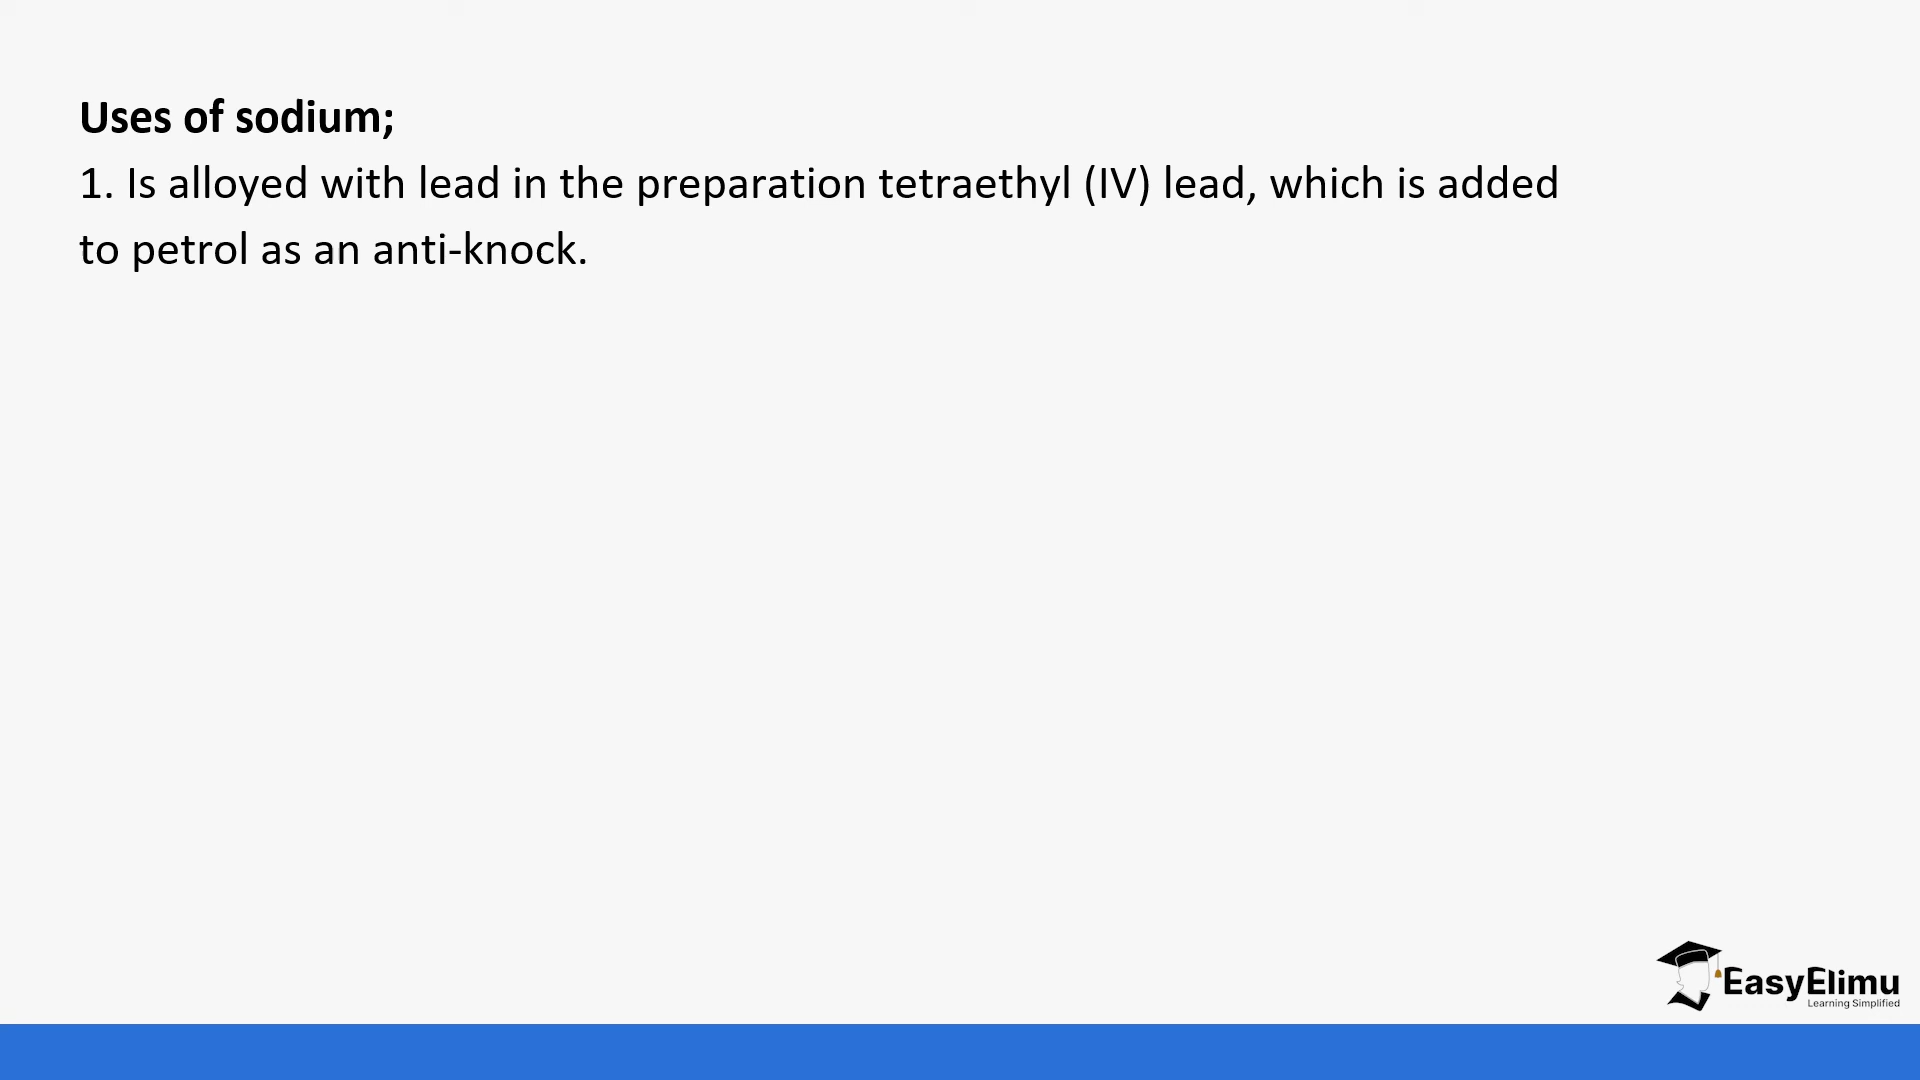 Uses of sodium;
1. Is alloyed with lead in the preparation tetraethyl (IV) lead, which is added
to petrol as an anti-knock.
EasyElimu
Learning Simplified